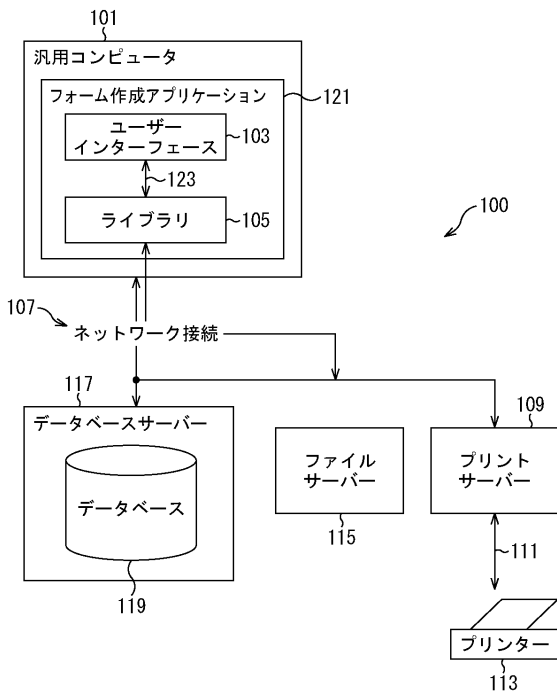 101
汎用コンピュータ
フォーム作成アプリケーション
121
ユーザー
インターフェース
103
123
ライブラリ
105
100
107
ネットワーク接続
117
データベースサーバー
データベース
119
ファイル
サーバー
115
109
プリント
サーバー
111
プリンター
113